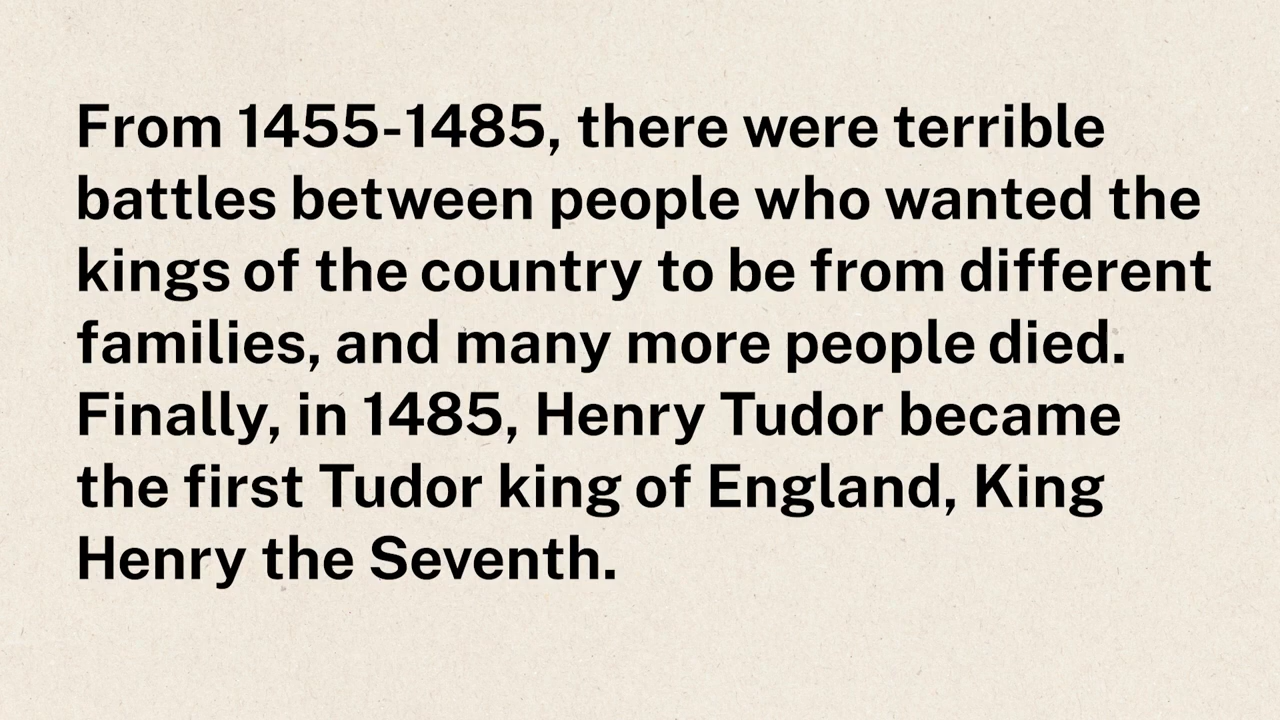 From 1455-1485, there were terrible
battles between people who wanted the
kings of the country to be from different
families, and many more people died.
Finally, in 1485, Henry Tudor became
the first Tudor king of England, King
Henry the Seventh.